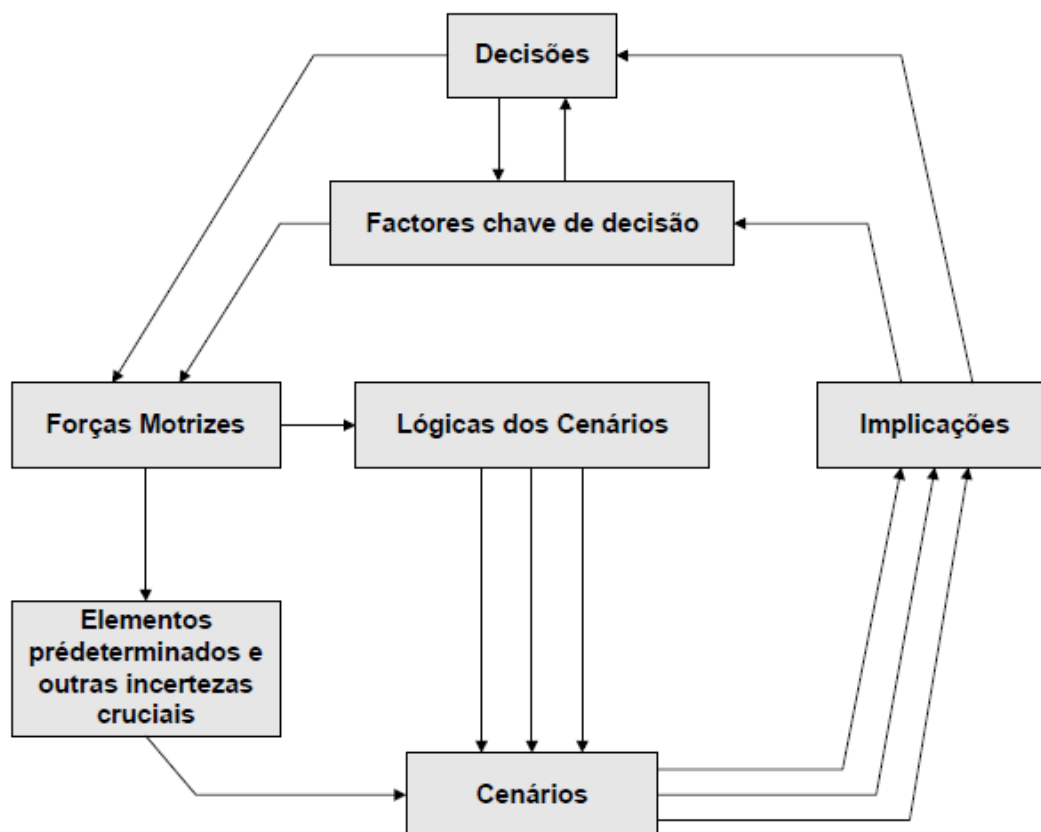 Decisões
Factores chave de decisão
Forças Motrizes
Lógicas dos Cenários
Implicações
Elementos
prédeterminados e
outras incertezas
cruciais
Cenários